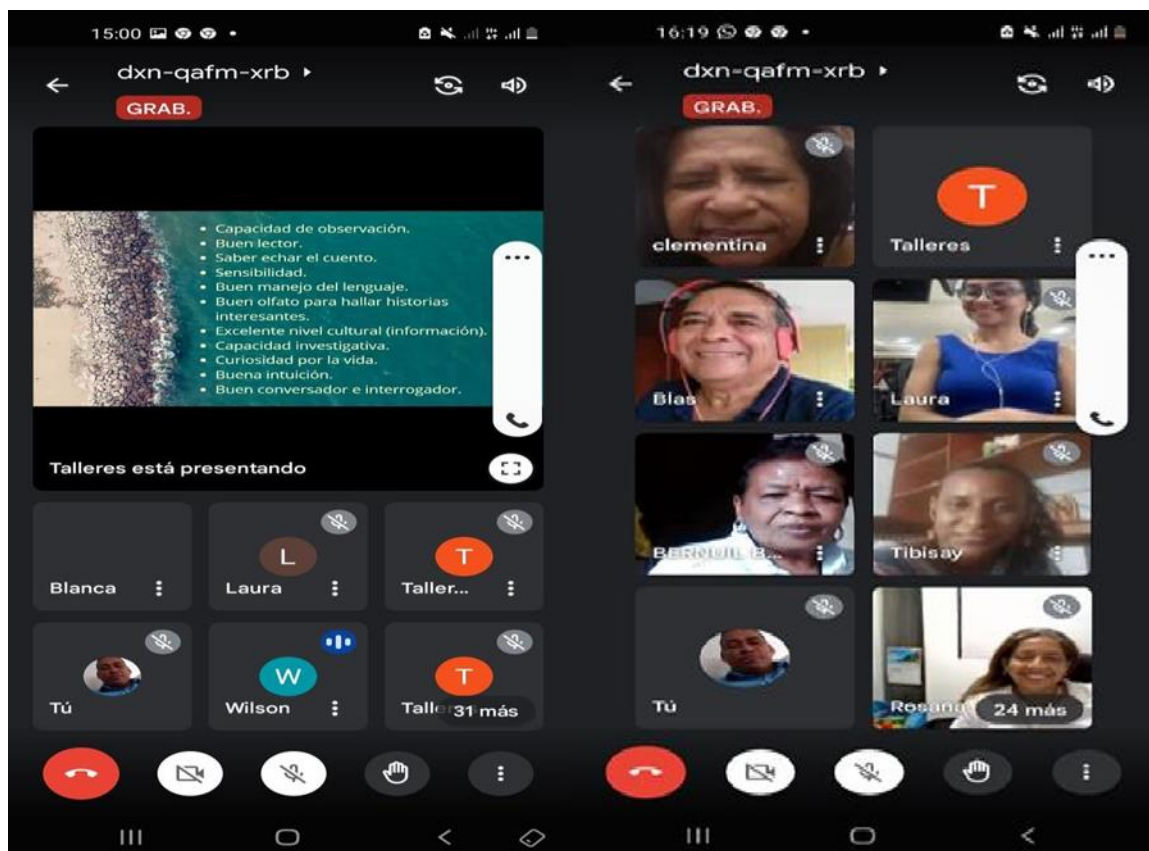 15:00
dxn-qafm-xrb
GRAB.
• Capacidad de observación.
• Buen lector.
• Saber echar el cuento.
• Sensibilidad.
• Buen manejo del lenguaje.
• Buen olfato para hallar historias
interesantes.
• Excelente nivel cultural (información).
• Capacidad investigativa.
• Curiosidad por la vida.
• Buena intuición.
• Buen conversador e interrogador.
Talleres está presentando
L
T
Blanca
Laura
Taller...
W
T
Tú
Wilson
31 más
16:19
dxn-qafm-xrb
GRAB.
T
clementina
Talleres
Blas
Laura
BERNUIL B...
Tibisay
Tú
Rosana
24 más